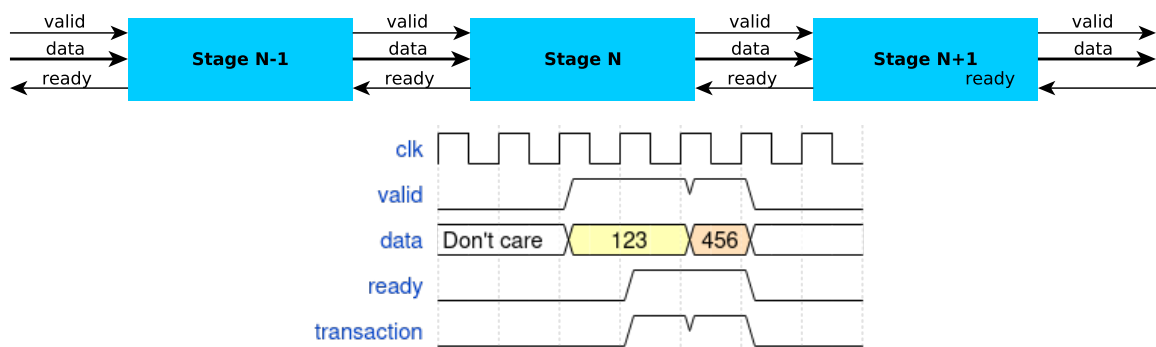 valid valid valid valid
data Stage N-1 data Stage N data Stage N+1 data
ready ready ready ready
clk
valid
data Don't care 123 456
ready
transaction